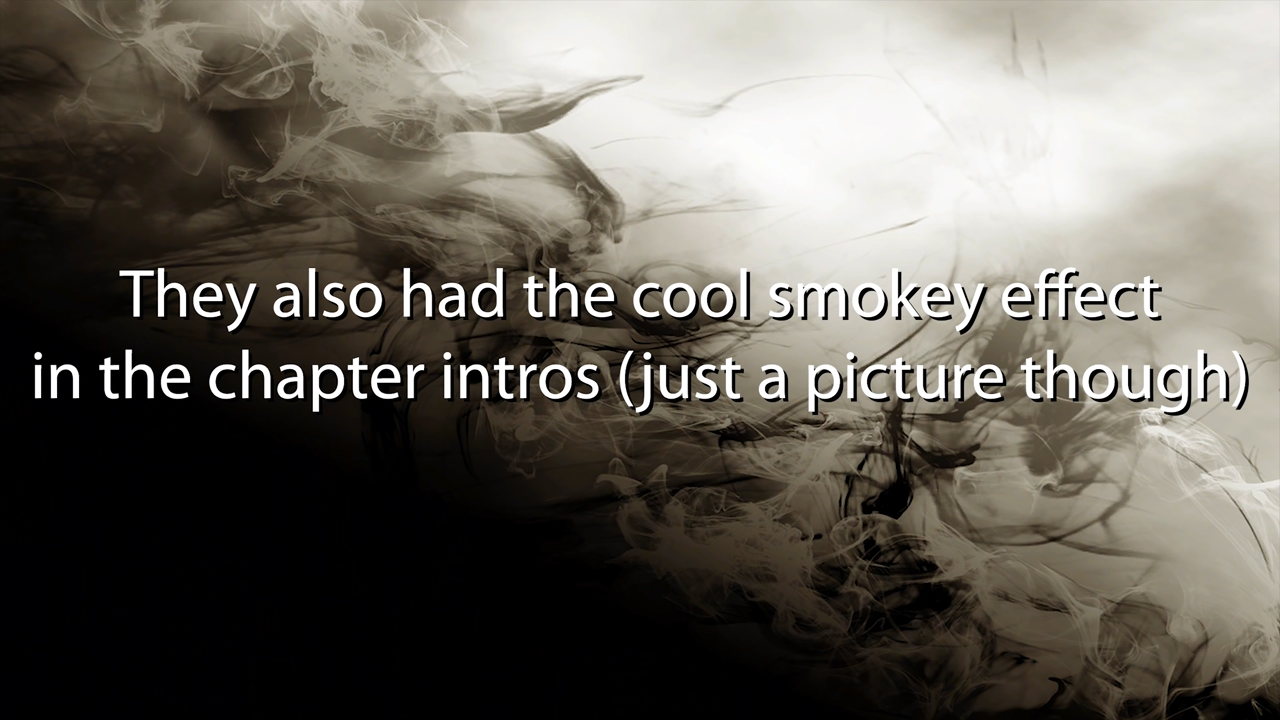 They also had the cool smokey effect
in the chapter intros (just a picture though)